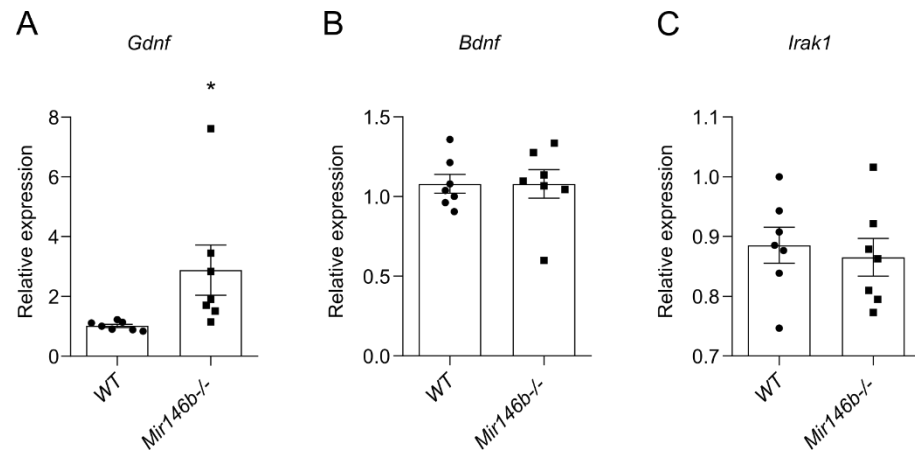 A
Gdnf
*
Relative expression
8
6
4
2
0
WT
Mir146b-/-
B
Bdnf
Relative expression
1.5
1.0
0.5
0.0
WT
Mir146b-/-
C
Irak1
Relative expression
1.1
1.0
0.9
0.8
0.7
WT
Mir146b-/-